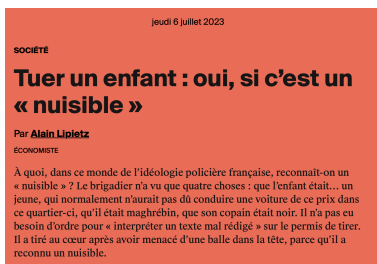 jeudi 6 juillet 2023
SOCIÉTÉ
Tuer un enfant : oui, si c’est un
« nuisible »
Par Alain Lipietz
ÉCONOMISTE
À quoi, dans ce monde de l’idéologie policière française, reconnaît-on un
« nuisible » ? Le brigadier n’a vu que quatre choses : que l’enfant était… un
jeune, qui normalement n’aurait pas dû conduire une voiture de ce prix dans
ce quartier-ci, qu’il était maghrébin, que son copain était noir. Il n’a pas eu
besoin d’ordre pour « interpréter un texte mal rédigé » sur le permis de tirer.
Il a tiré au cœur après avoir menacé d’une balle dans la tête, parce qu’il a
reconnu un nuisible.